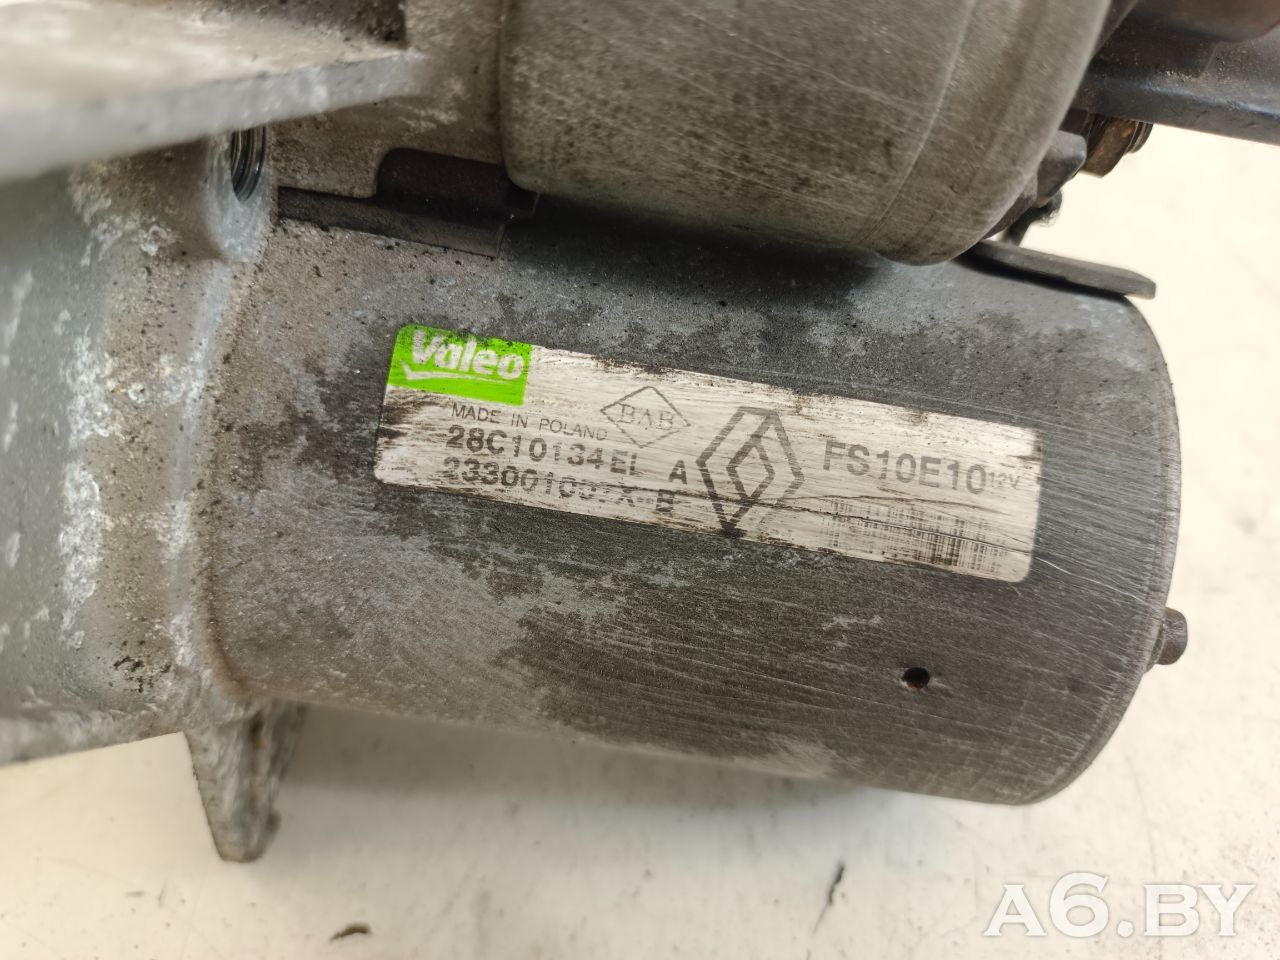 Valeo
MADE IN POLAND
BAB
28C10134EL A
FS10E10 12V
A6.BY